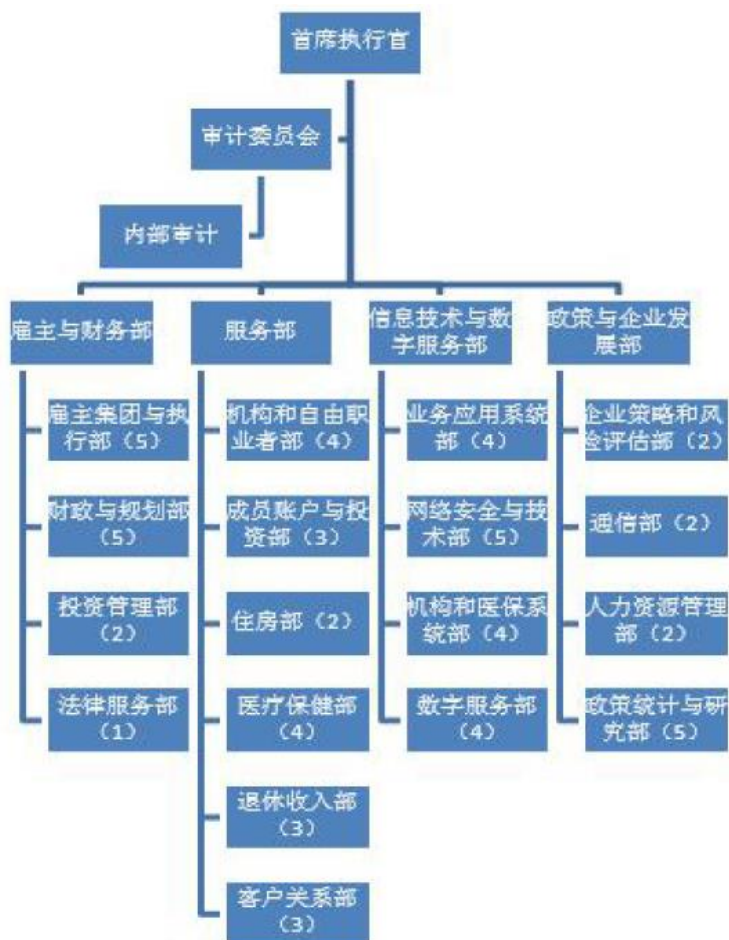 首席执行官
审计委员会
内部审计
雇主与财务部
服务部
信息技术与数
字服务部
政策与企业发
展部
雇主集团与执
行部（5）
机构和自由职
业者部（4）
业务应用系统
部（4）
企业策略和风
险评估部（2）
财政与规划部
（5）
成员账户与投
资部（3）
网络安全与技
术部（5）
通信部（2）
投资管理部
（2）
住房部（2）
机构和医保系
统部（4）
人力资源管理
部（2）
法律服务部
（1）
医疗保健部
（4）
数字服务部
（4）
政策统计与研
究部（5）
退休收入部
（3）
客户关系部
（3）